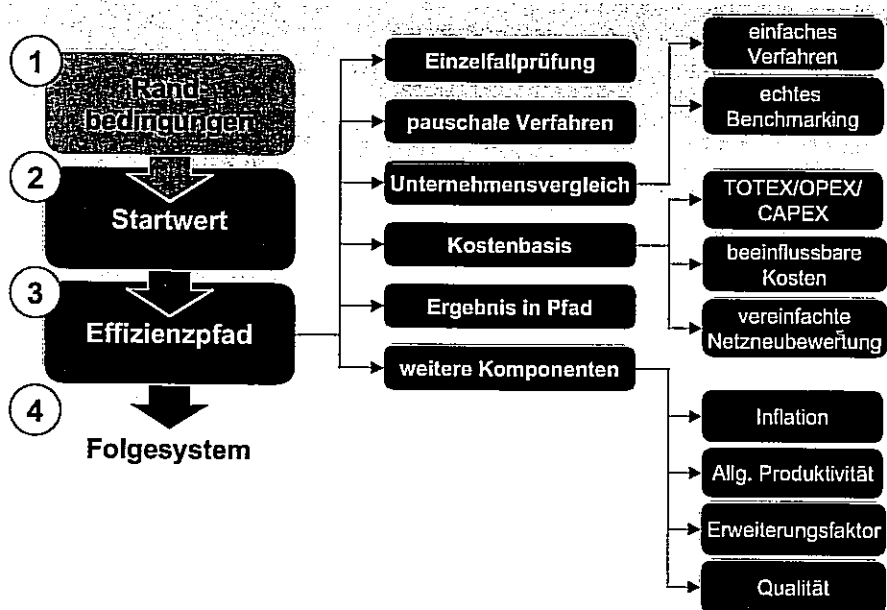 1
Rand-
bedingungen
2
Startwert
3
Effizienzpfad
4
Folgesystem
Einzelfallprüfung
pauschale Verfahren
Unternehmensvergleich
Kostenbasis
Ergebnis in Pfad
weitere Komponenten
einfaches
Verfahren
echtes
Benchmarking
TOTEX/OPEX/
CAPEX
beeinflussbare
Kosten
vereinfachte
Netzneubewertung
Inflation
Allg. Produktivität
Erweiterungsfaktor
Qualität